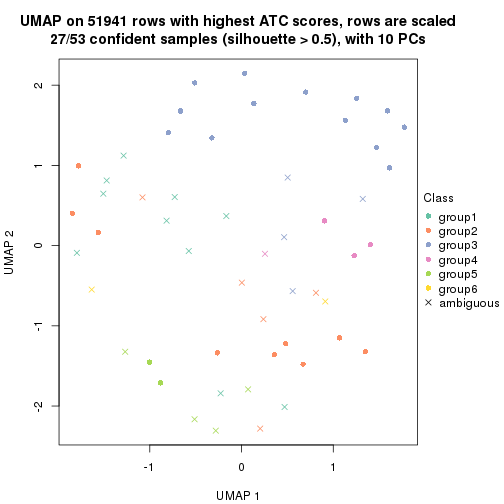 UMAP on 51941 rows with highest ATC scores, rows are scaled
27/53 confident samples (silhouette > 0.5), with 10 PCs
2
1
0
-1
-2
UMAP 2
-1
0
1
UMAP 1
Class
group1
group2
group3
group4
group5
group6
ambiguous